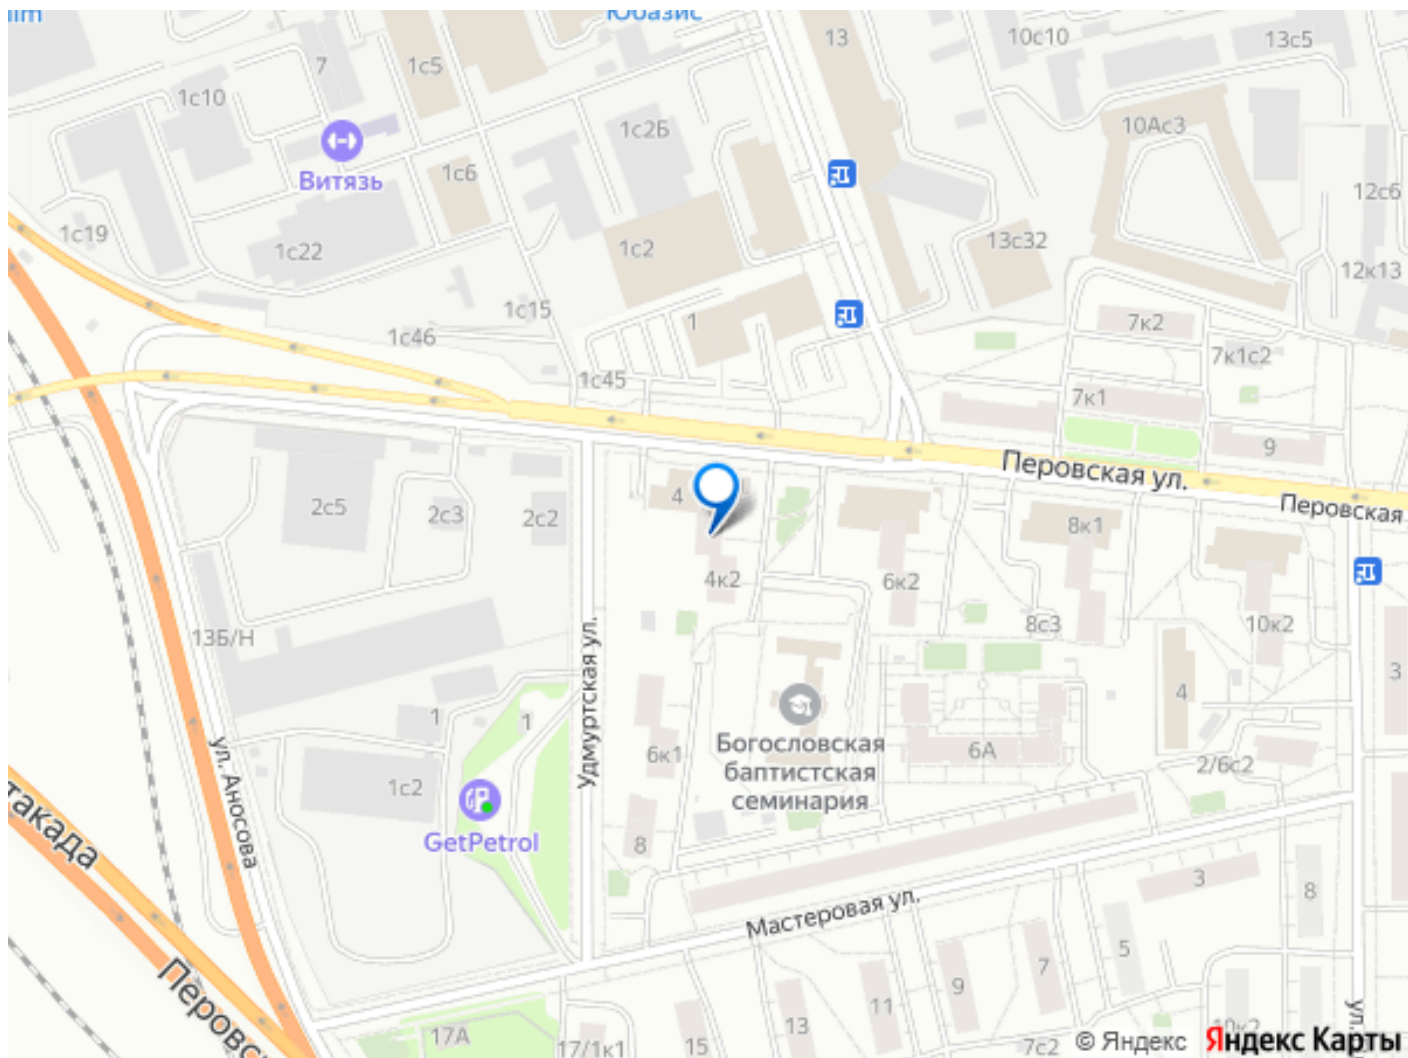 Юбазис
13
10с10
13с5
7
1с5
1с10
1с2Б
10Ас3
Витязь
1с6
12с6
1с19
1с22
1с2
13с32
12к13
1с15
1
7к2
1с46
7к1с2
1с45
7к1
9
Перовская ул.
Перовская
4
2с5
2с3
2с2
8к1
4к2
6к2
8с3
10к2
13Б/Н
Удмуртская ул.
3
4
1
1
Богословская
баптистская
семинария
6к1
6А
2/6с2
ул. Аносова
1с2
GetPetrol
8
такада
3
8
Мастеровая ул.
5
9
7
11
13
15
17А
17/1к1
7с2
10к2
ул.
Перовс
© Яндекс
Яндекс Карты